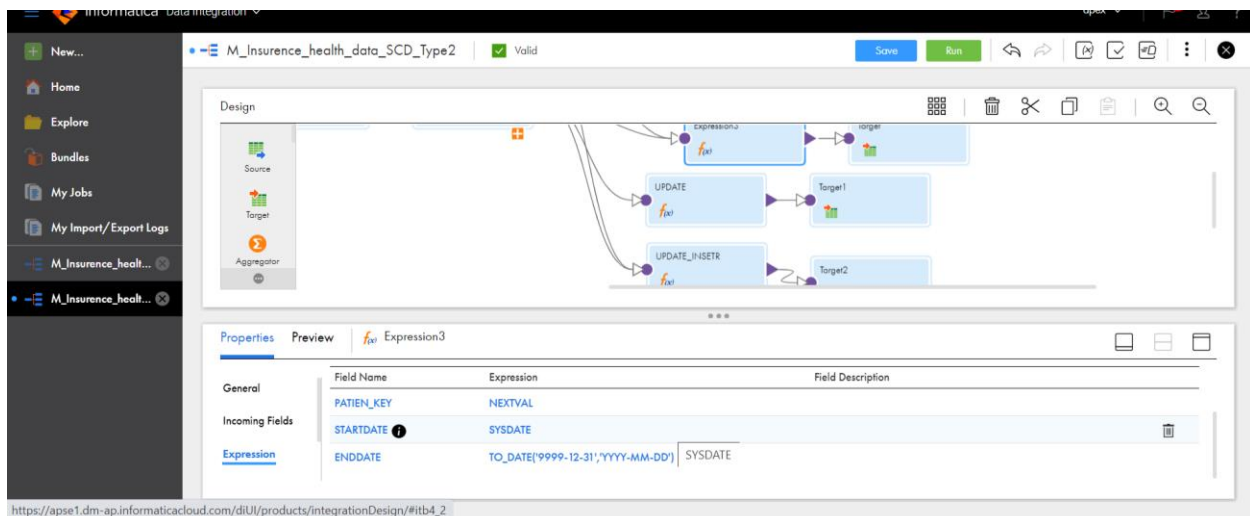 Informatica Data Integration
apex
?
New...
M_Insurence_health_data_SCD_Type2
Valid
Save
Run
Home
Explore
Bundles
My Jobs
My Import/Export Logs
M_Insurence_healt...
M_Insurence_healt...
Design
Source
Target
Σ
Aggregator
Expression3
f(x)
Target
UPDATE
f(x)
Target1
UPDATE_INSETR
f(x)
Target2
Properties
Preview
f(x) Expression3
General
Incoming Fields
Expression
Field Name
Expression
Field Description
PATIEN_KEY
NEXTVAL
STARTDATE
SYSDATE
ENDDATE
TO_DATE('9999-12-31','YYYY-MM-DD')
SYSDATE
https://apse1.dm-ap.informaticacloud.com/diUI/products/integrationDesign/#itb4_2